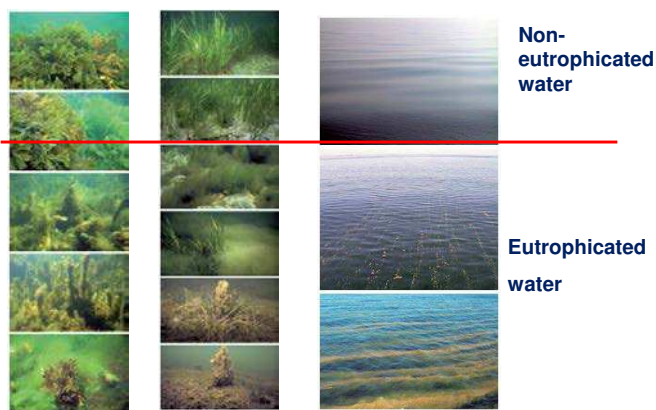 Non-
eutrophicated
water
Eutrophicated
water